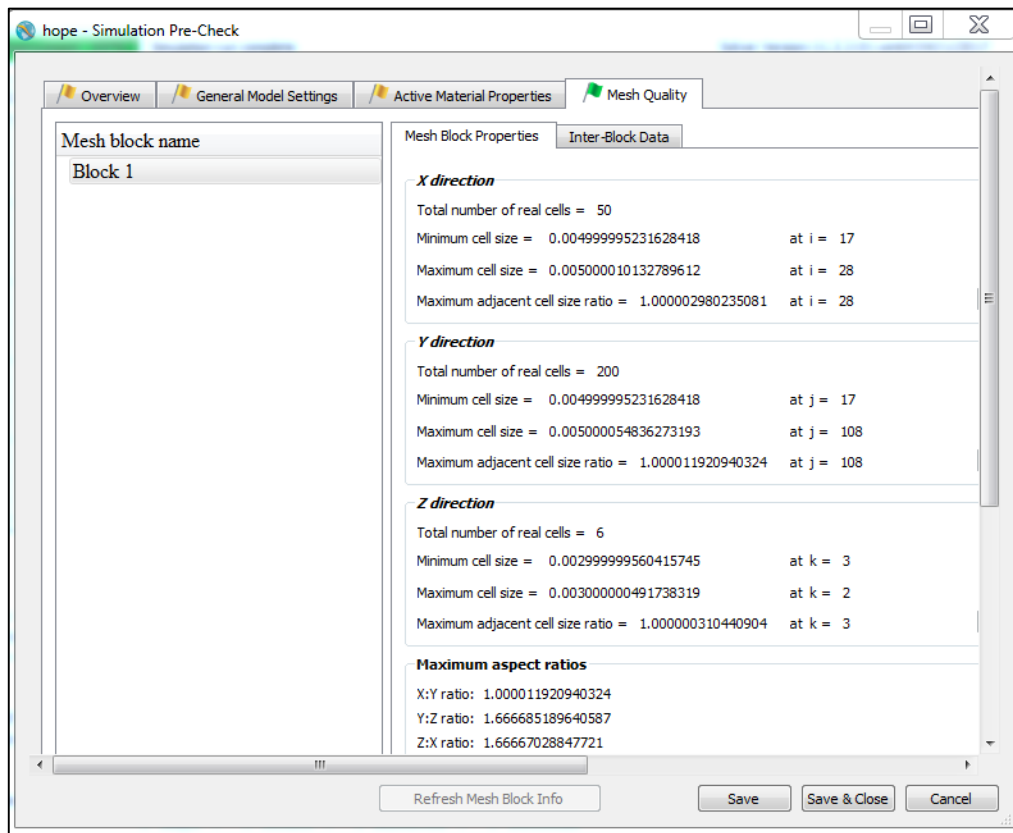 hope - Simulation Pre-Check
Overview General Model Settings Active Material Properties Mesh Quality
Mesh block name
Block 1
Mesh Block Properties Inter-Block Data
X direction
Total number of real cells = 50
Minimum cell size = 0.004999995231628418 at i = 17
Maximum cell size = 0.005000010132789612 at i = 28
Maximum adjacent cell size ratio = 1.000002980235081 at i = 28
Y direction
Total number of real cells = 200
Minimum cell size = 0.004999995231628418 at j = 17
Maximum cell size = 0.005000054836273193 at j = 108
Maximum adjacent cell size ratio = 1.000011920940324 at j = 108
Z direction
Total number of real cells = 6
Minimum cell size = 0.002999999560415745 at k = 3
Maximum cell size = 0.003000000491738319 at k = 2
Maximum adjacent cell size ratio = 1.000000310440904 at k = 3
Maximum aspect ratios
X:Y ratio: 1.000011920940324
Y:Z ratio: 1.666685189640587
Z:X ratio: 1.66667028847721
Refresh Mesh Block Info Save Save & Close Cancel